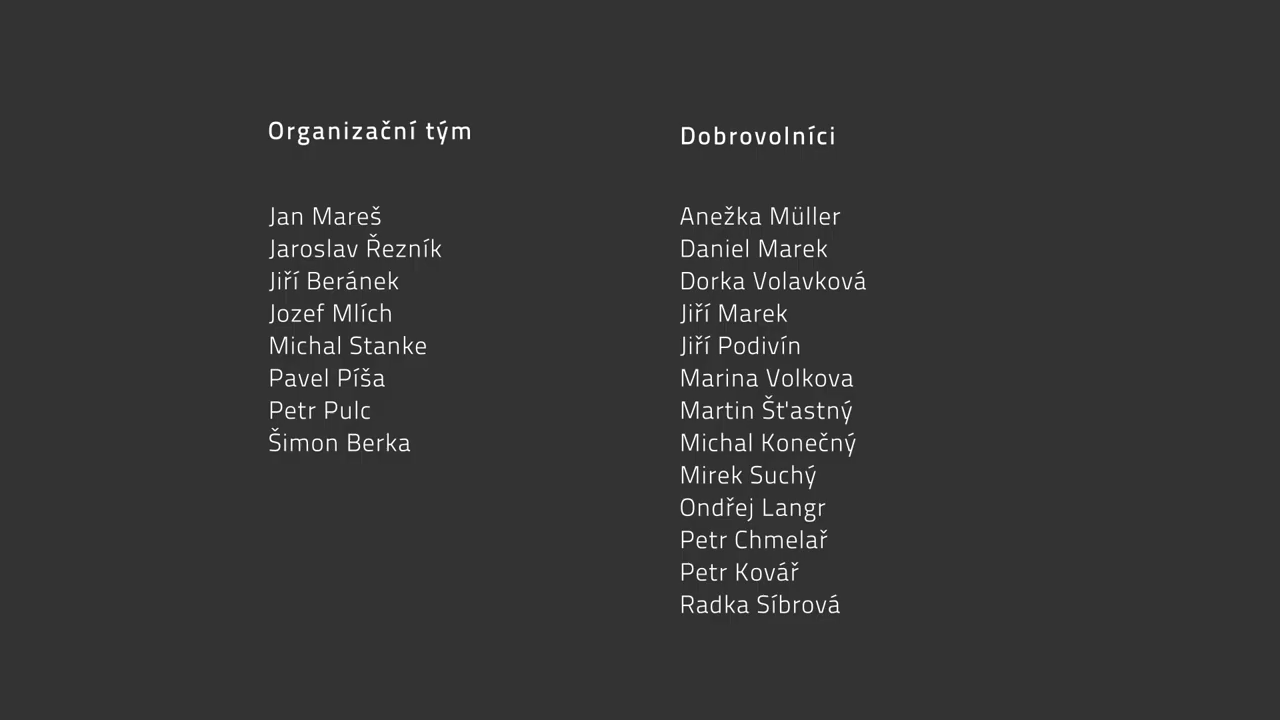 Organizační tým
Jan Mareš
Jaroslav Řezník
Jiří Beránek
Jozef Mlích
Michal Stanke
Pavel Píša
Petr Pulc
Šimon Berka
Dobrovolníci
Anežka Müller
Daniel Marek
Dorka Volavková
Jiří Marek
Jiří Podivín
Marina Volkova
Martin Št'astný
Michal Konečný
Mirek Suchý
Ondřej Langr
Petr Chmelař
Petr Kovář
Radka Síbrová